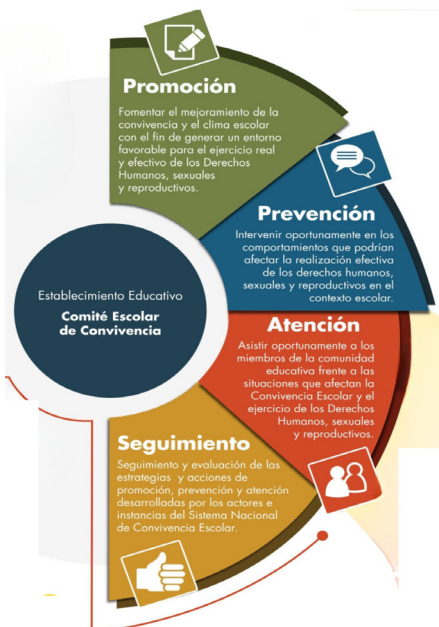 Promoción
Fomentar el mejoramiento de la
convivencia y el clima escolar
con el fin de generar un entorno
favorable para el ejercicio real
y efectivo de los Derechos
Humanos, sexuales
y reproductivos.
Prevención
Intervenir oportunamente en los
comportamientos que podrían
afectar la realización efectiva
de los derechos humanos,
sexuales y reproductivos en el
contexto escolar.
Establecimiento Educativo
Comité Escolar
de Convivencia
Atención
Asistir oportunamente a los
miembros de la comunidad
educativa frente a las
situaciones que afectan la
Convivencia Escolar y el
ejercicio de los Derechos
Humanos, sexuales
y reproductivos.
Seguimiento
Seguimiento y evaluación de las
estrategias y acciones de
promoción, prevención y atención
desarrolladas por los actores e
instancias del Sistema Nacional
de Convivencia Escolar.